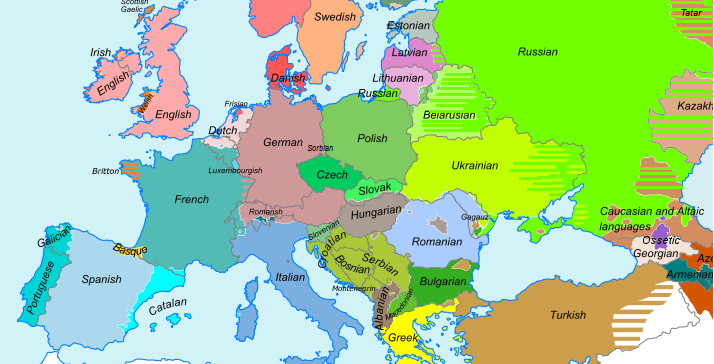 Scottish
Gaelic
Swedish
Tatar
Estonian
Irish
Latvian
Russian
English
Danish
Lithuanian
Russian
Kazakh
Welsh
English
Frisian
Belarusian
Dutch
German
Sorbian
Polish
Ukrainian
Britton
Luxembourgish
Czech
Slovak
French
Romansh
Hungarian
Gagauz
Caucasian and Altaic
languages
Galician
Slovenian
Croatian
Romanian
Ossetic
Basque
Bosnian
Serbian
Georgian
Aze
Spanish
Italian
Bulgarian
Armenian
Portuguese
Catalan
Montenegrin
Albanian
Macedonian
Turkish
Greek